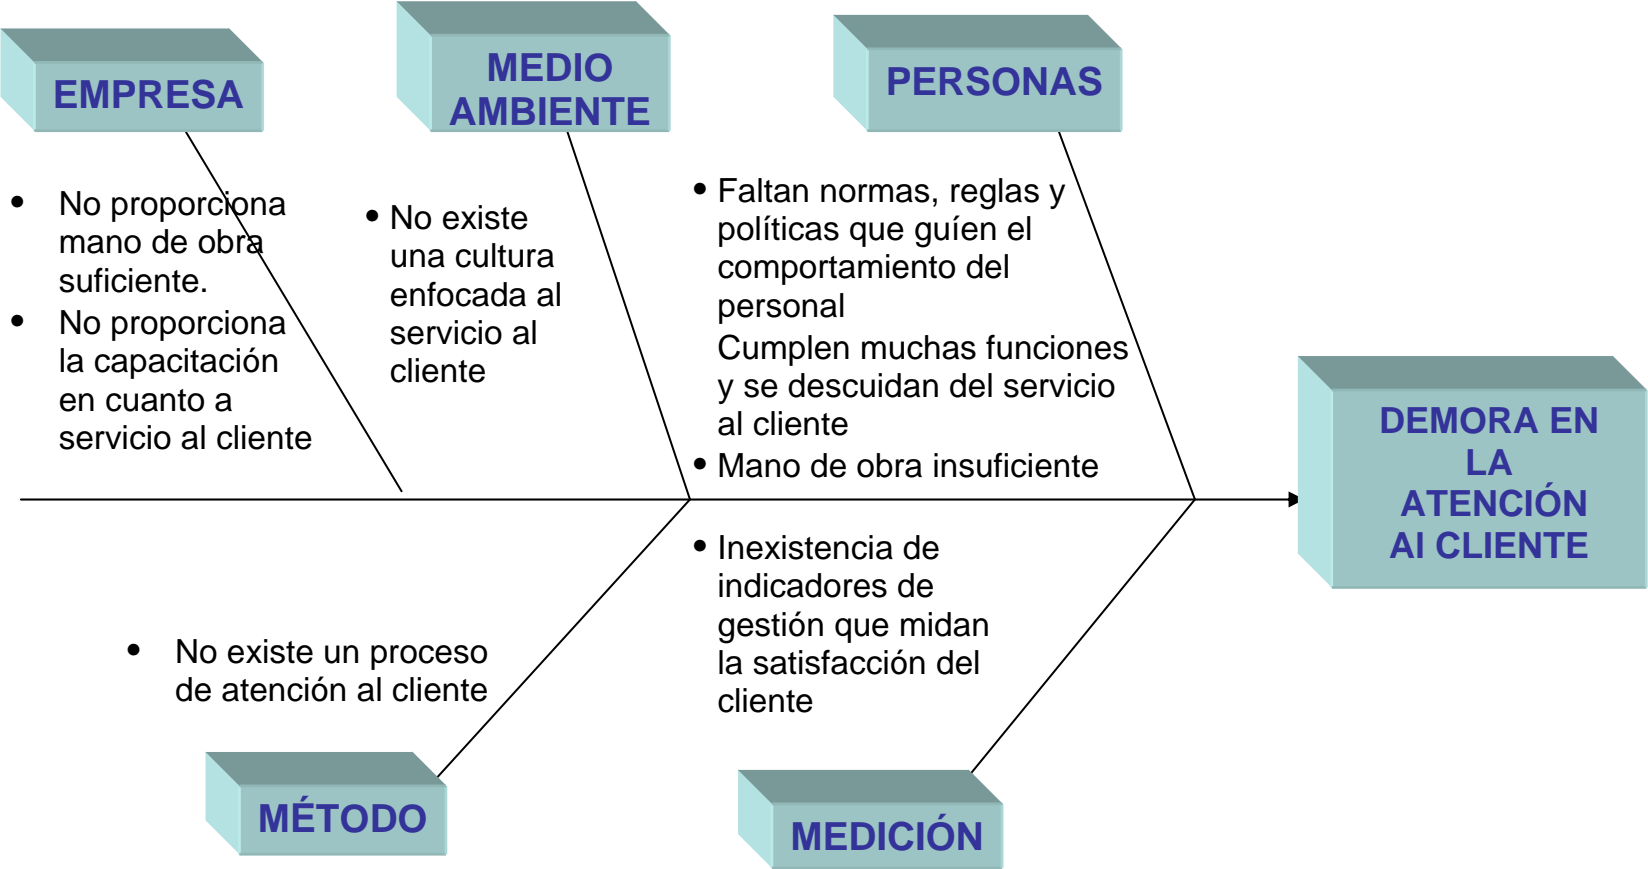 EMPRESA
MEDIO
AMBIENTE
PERSONAS
• No proporciona
mano de obra
suficiente.
• No proporciona
la capacitación
en cuanto a
servicio al cliente
• No existe
una cultura
enfocada al
servicio al
cliente
• Faltan normas, reglas y
políticas que guíen el
comportamiento del
personal
Cumplen muchas funciones
y se descuidan del servicio
al cliente
• Mano de obra insuficiente
DEMORA EN
LA
ATENCIÓN
Al CLIENTE
• No existe un proceso
de atención al cliente
• Inexistencia de
indicadores de
gestión que midan
la satisfacción del
cliente
MÉTODO
MEDICIÓN